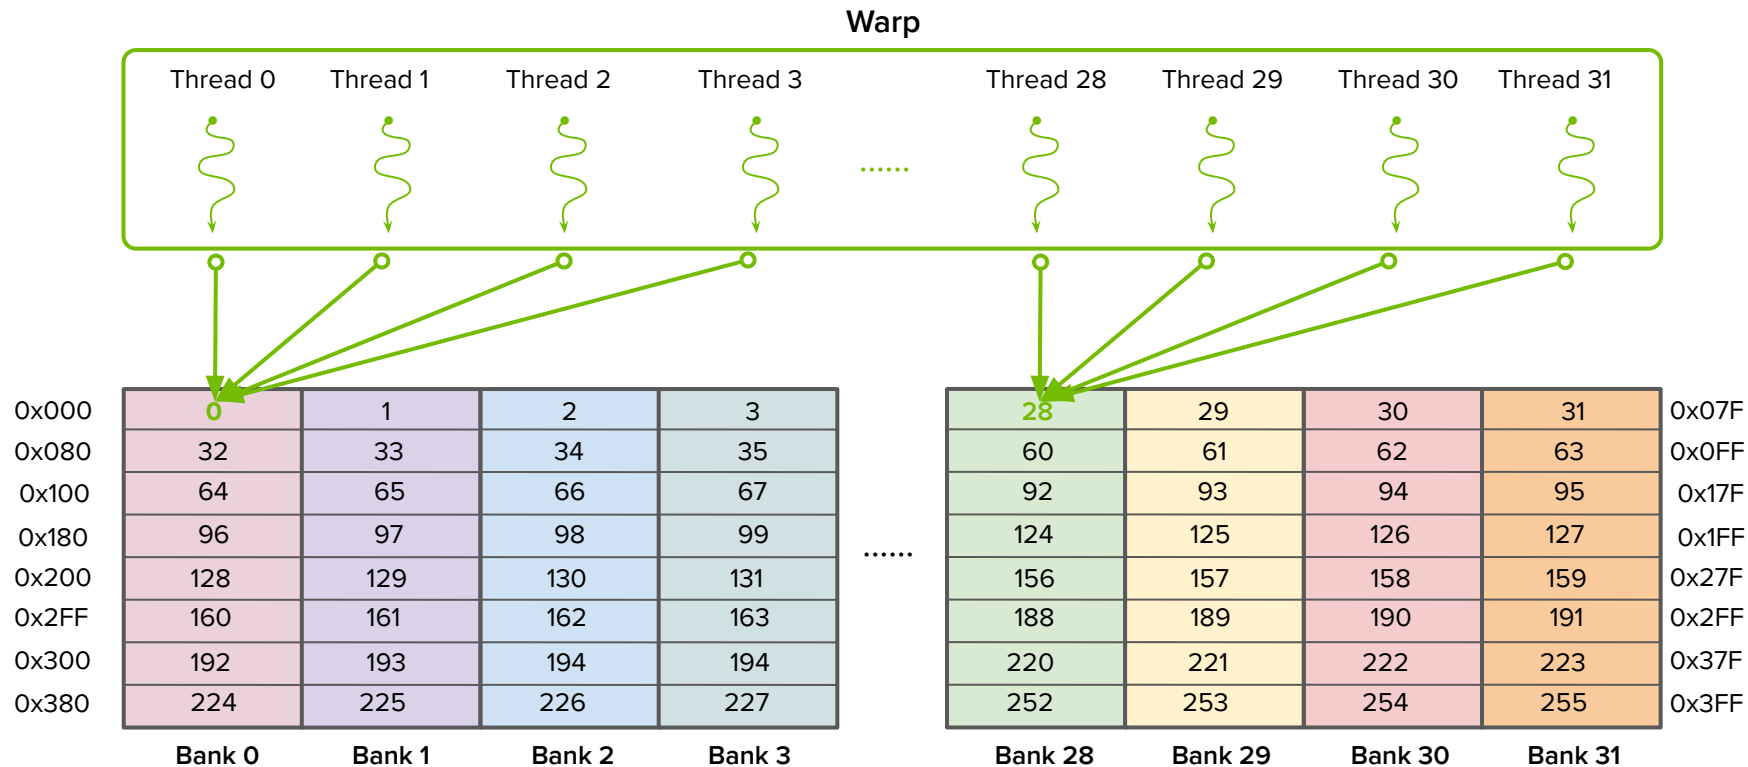 Warp
Thread 0 Thread 1 Thread 2 Thread 3 Thread 28 Thread 29 Thread 30 Thread 31
......
0x000 0 1 2 3 28 29 30 31 0x07F
0x080 32 33 34 35 60 61 62 63 0x0FF
0x100 64 65 66 67 92 93 94 95 0x17F
0x180 96 97 98 99 ...... 124 125 126 127 0x1FF
0x200 128 129 130 131 156 157 158 159 0x27F
0x2FF 160 161 162 163 188 189 190 191 0x2FF
0x300 192 193 194 194 220 221 222 223 0x37F
0x380 224 225 226 227 252 253 254 255 0x3FF
Bank 0 Bank 1 Bank 2 Bank 3 Bank 28 Bank 29 Bank 30 Bank 31